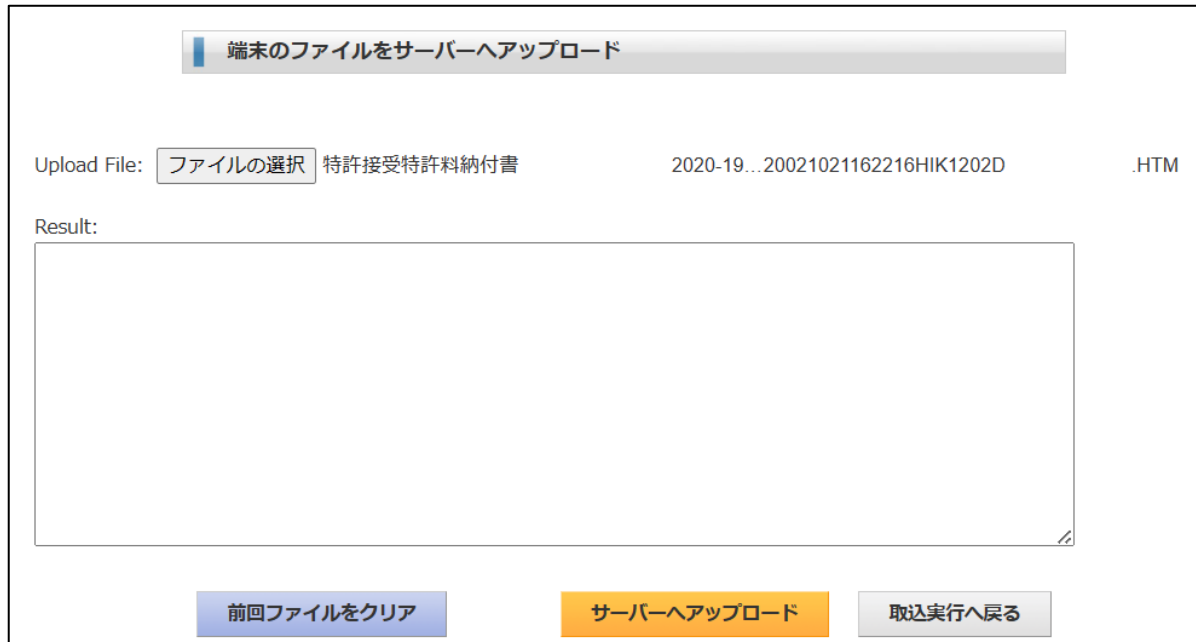 端末のファイルをサーバーへアップロード
Upload File: ファイルの選択 特許接受特許料納付書 2020-19...20021021162216HIK1202D .HTM
Result:
前回ファイルをクリア サーバーへアップロード 取込実行へ戻る